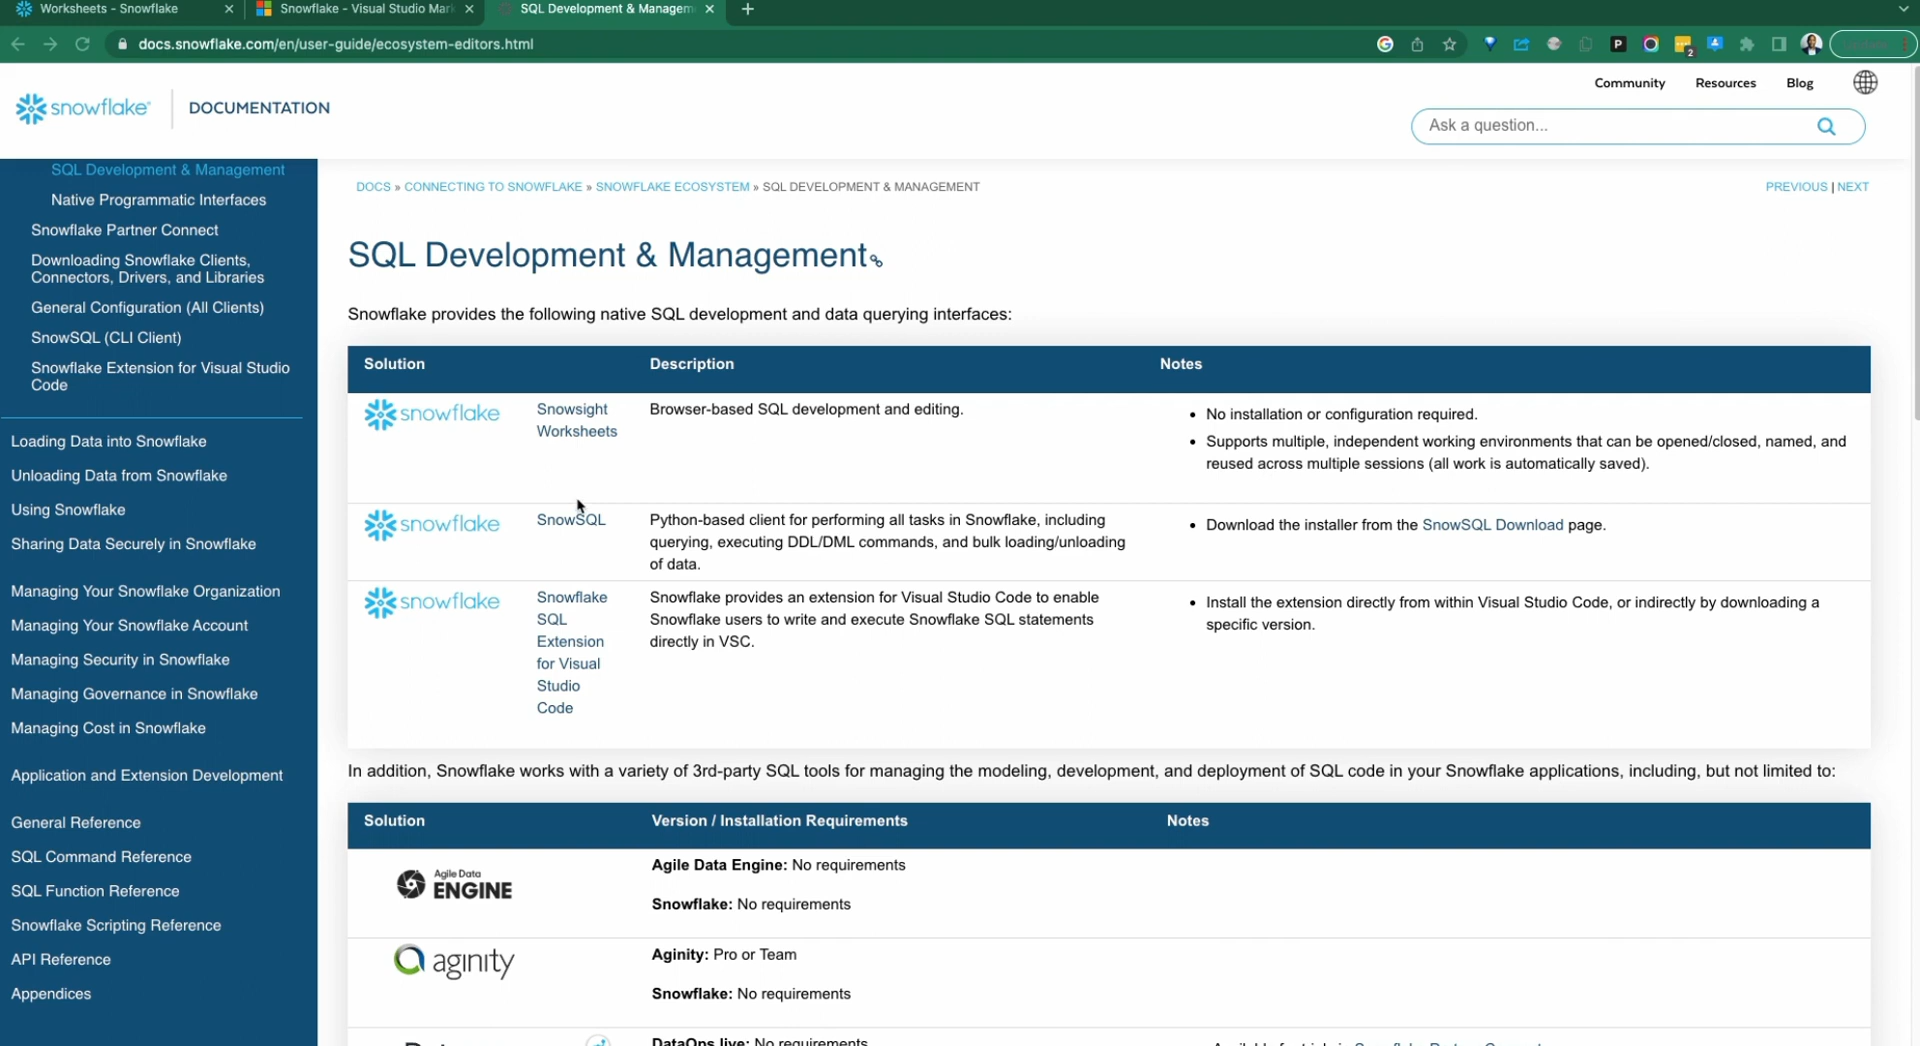 Worksheets - Snowflake
Snowflake - Visual Studio Mark
SQL Development & Managem
docs.snowflake.com/en/user-guide/ecosystem-editors.html
P
2
snowflake
DOCUMENTATION
Community
Resources
Blog
Ask a question...
SQL Development & Management
Native Programmatic Interfaces
Snowflake Partner Connect
Downloading Snowflake Clients,
Connectors, Drivers, and Libraries
General Configuration (All Clients)
SnowSQL (CLI Client)
Snowflake Extension for Visual Studio
Code
Loading Data into Snowflake
Unloading Data from Snowflake
Using Snowflake
Sharing Data Securely in Snowflake
Managing Your Snowflake Organization
Managing Your Snowflake Account
Managing Security in Snowflake
Managing Governance in Snowflake
Managing Cost in Snowflake
Application and Extension Development
General Reference
SQL Command Reference
SQL Function Reference
Snowflake Scripting Reference
API Reference
Appendices
DOCS » CONNECTING TO SNOWFLAKE » SNOWFLAKE ECOSYSTEM » SQL DEVELOPMENT & MANAGEMENT
PREVIOUS | NEXT
SQL Development & Management
Snowflake provides the following native SQL development and data querying interfaces:
Solution
Description
Notes
snowflake
Snowsight
Worksheets
Browser-based SQL development and editing.
• No installation or configuration required.
• Supports multiple, independent working environments that can be opened/closed, named, and
reused across multiple sessions (all work is automatically saved).
snowflake
SnowSQL
Python-based client for performing all tasks in Snowflake, including
querying, executing DDL/DML commands, and bulk loading/unloading
of data.
• Download the installer from the SnowSQL Download page.
snowflake
Snowflake
SQL
Extension
for Visual
Studio
Code
Snowflake provides an extension for Visual Studio Code to enable
Snowflake users to write and execute Snowflake SQL statements
directly in VSC.
• Install the extension directly from within Visual Studio Code, or indirectly by downloading a
specific version.
In addition, Snowflake works with a variety of 3rd-party SQL tools for managing the modeling, development, and deployment of SQL code in your Snowflake applications, including, but not limited to:
Solution
Version / Installation Requirements
Notes
Agile Data
ENGINE
Agile Data Engine: No requirements
Snowflake: No requirements
aginity
Aginity: Pro or Team
Snowflake: No requirements
DataOps.live: No requirements